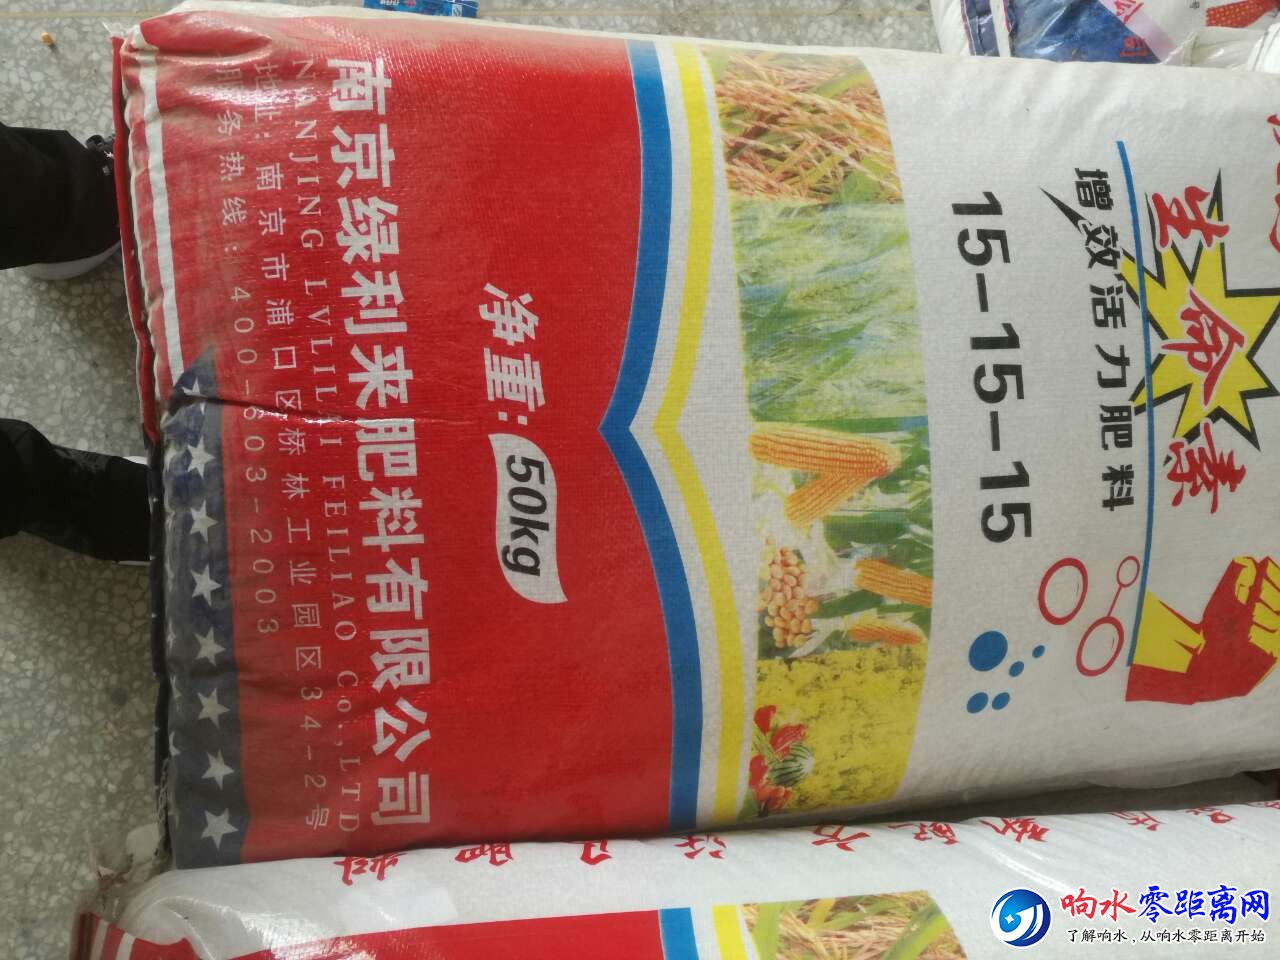 生命素
增效活力肥料
15-15-15
净重:50kg
南京绿利来肥料有限公司
NANJING LVLILAI FEILIAO Co.,LTD
地址:南京市浦口区桥林工业园区34-2号
服务热线:400-603-2003
响水零距离网
了解响水,从响水零距离开始